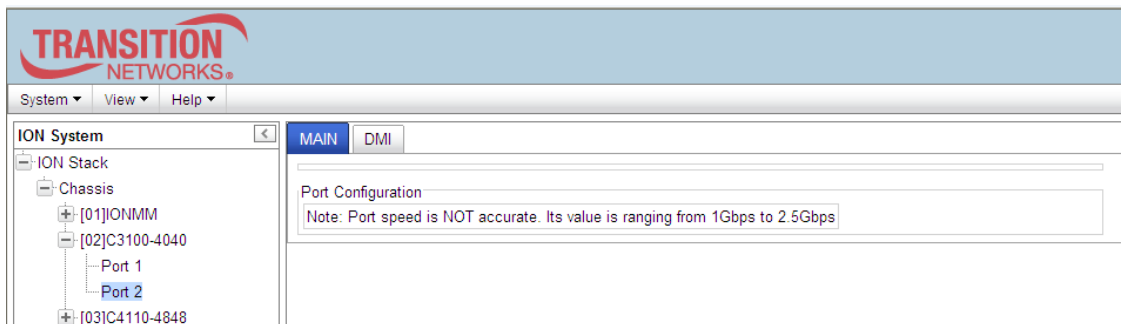 TRANSITION
NETWORKS®
System View Help
ION System
MAIN DMI
ION Stack
Chassis
[01]IONMM
[02]C3100-4040
Port 1
Port 2
[03]C4110-4848
Port Configuration
Note: Port speed is NOT accurate. Its value is ranging from 1Gbps to 2.5Gbps